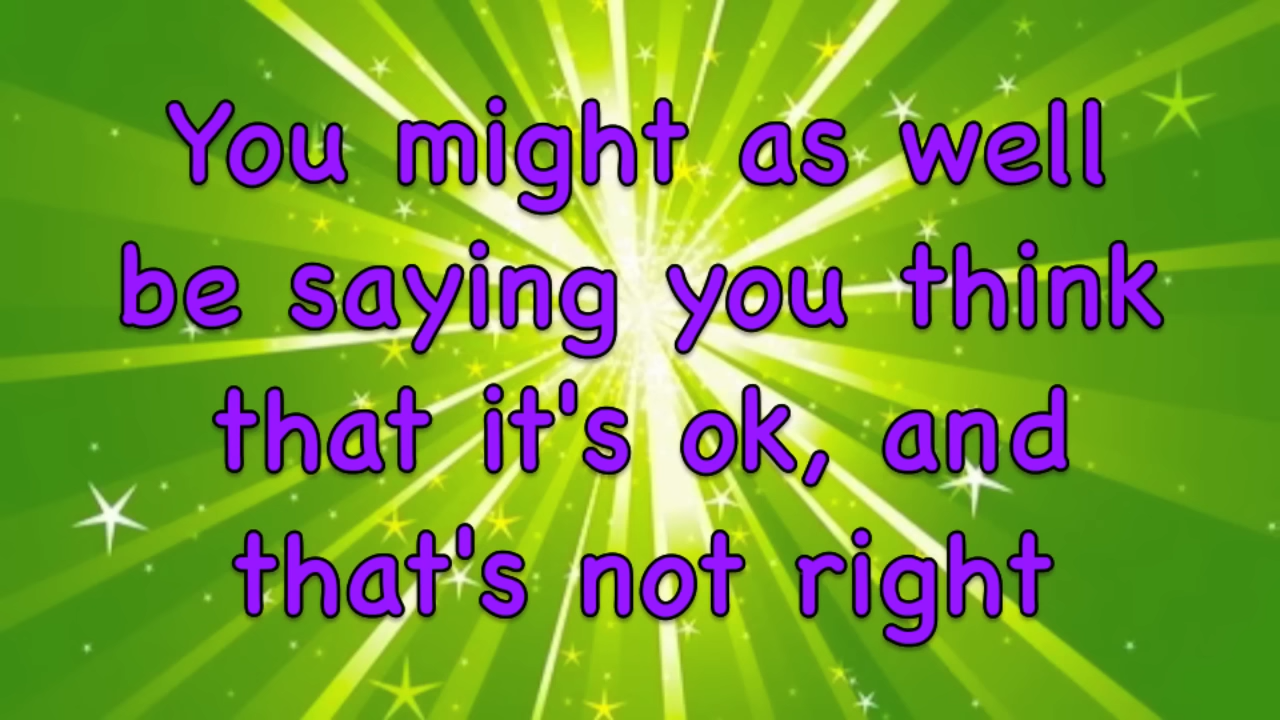 You might as well
be saying you think
that it's ok, and
that's not right